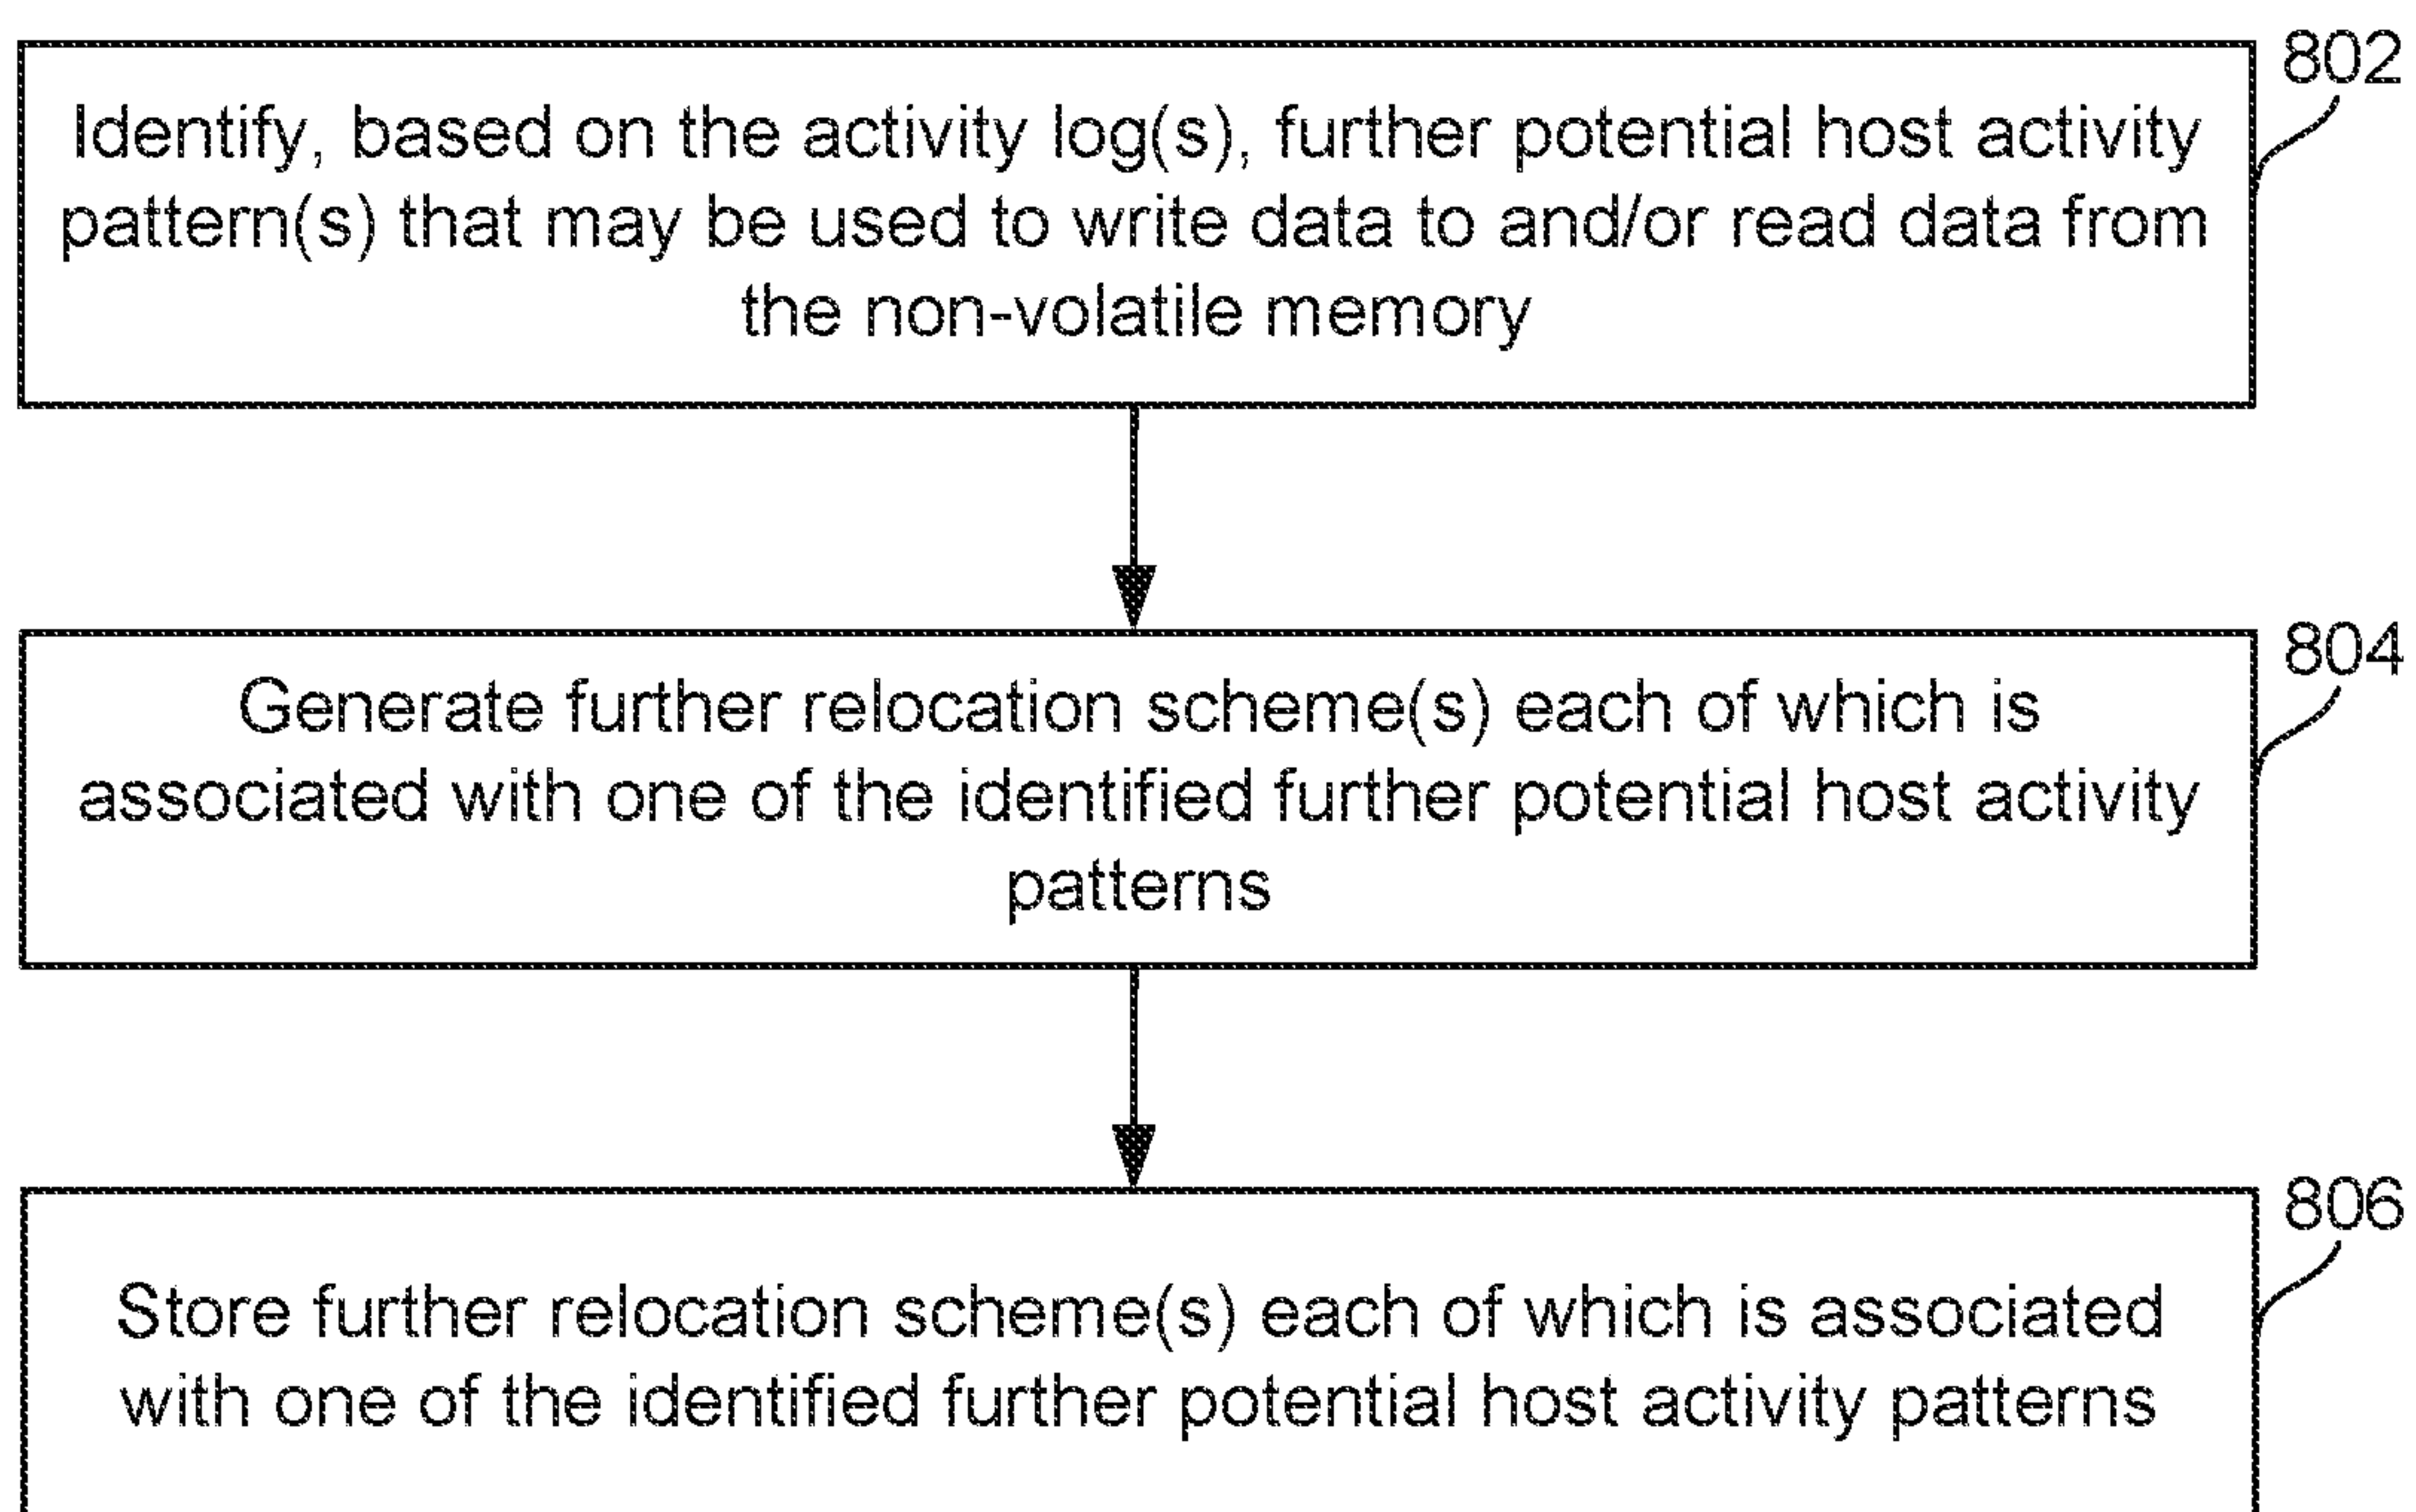 802
Identify, based on the activity log(s), further potential host activity
pattern(s) that may be used to write data to and/or read data from
the non-volatile memory
804
Generate further relocation scheme(s) each of which is
associated with one of the identified further potential host activity
patterns
806
Store further relocation scheme(s) each of which is associated
with one of the identified further potential host activity patterns